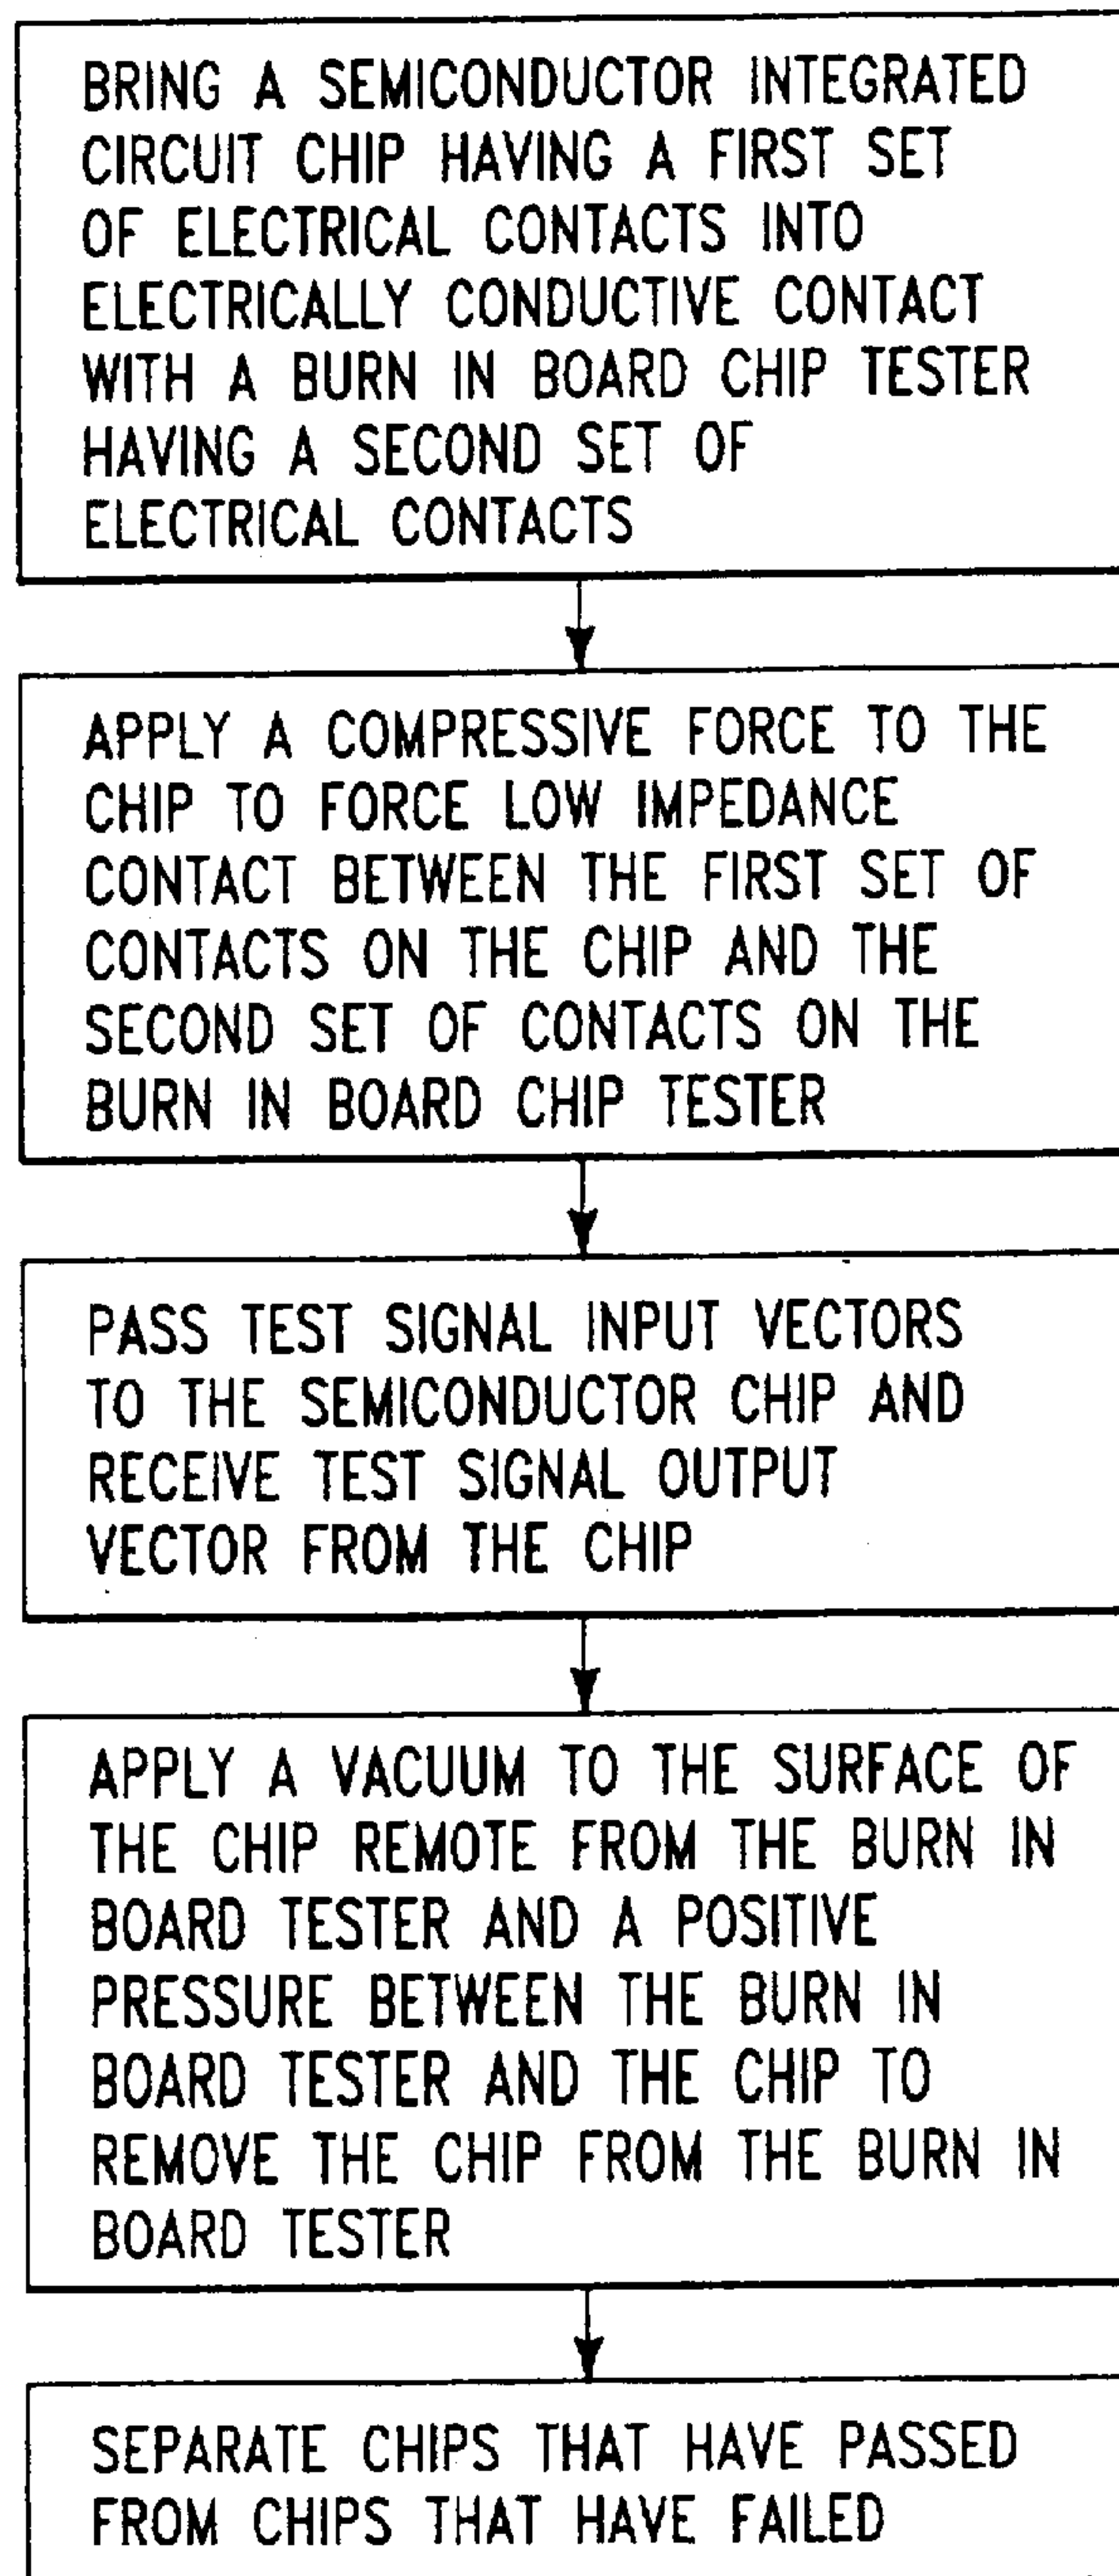 BRING A SEMICONDUCTOR INTEGRATED
CIRCUIT CHIP HAVING A FIRST SET
OF ELECTRICAL CONTACTS INTO
ELECTRICALLY CONDUCTIVE CONTACT
WITH A BURN IN BOARD CHIP TESTER
HAVING A SECOND SET OF
ELECTRICAL CONTACTS
APPLY A COMPRESSIVE FORCE TO THE
CHIP TO FORCE LOW IMPEDANCE
CONTACT BETWEEN THE FIRST SET OF
CONTACTS ON THE CHIP AND THE
SECOND SET OF CONTACTS ON THE
BURN IN BOARD CHIP TESTER
PASS TEST SIGNAL INPUT VECTORS
TO THE SEMICONDUCTOR CHIP AND
RECEIVE TEST SIGNAL OUTPUT
VECTOR FROM THE CHIP
APPLY A VACUUM TO THE SURFACE OF
THE CHIP REMOTE FROM THE BURN IN
BOARD TESTER AND A POSITIVE
PRESSURE BETWEEN THE BURN IN
BOARD TESTER AND THE CHIP TO
REMOVE THE CHIP FROM THE BURN IN
BOARD TESTER
SEPARATE CHIPS THAT HAVE PASSED
FROM CHIPS THAT HAVE FAILED